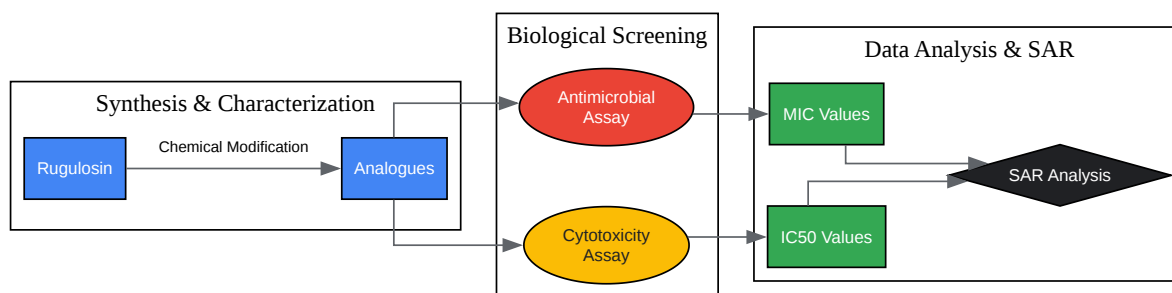 Synthesis & Characterization
Rugulosin
Chemical Modification
Analogues
Biological Screening
Antimicrobial
Assay
Cytotoxicity
Assay
Data Analysis & SAR
MIC Values
IC50 Values
SAR Analysis